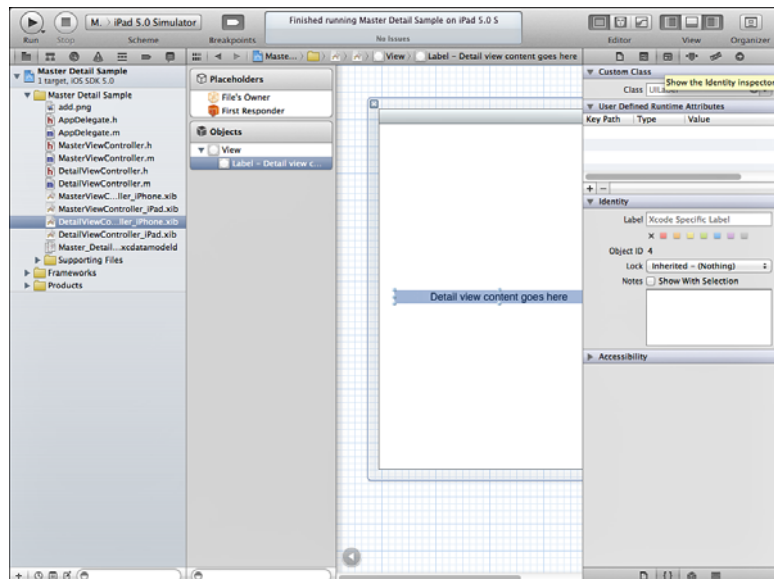 M... 〉 iPad 5.0 Simulator
Finished running Master Detail Sample on iPad 5.0 S
No Issues
Run
Stop
Scheme
Breakpoints
Editor
View
Organizer
Maste... 〉 View 〉 Label – Detail view content goes here
Master Detail Sample
1 target, iOS SDK 5.0
Master Detail Sample
add.png
AppDelegate.h
AppDelegate.m
MasterViewController.h
MasterViewController.m
DetailViewController.h
DetailViewController.m
MasterViewC...ller_iPhone.xib
MasterViewController_iPad.xib
DetailViewCo...ller_iPhone.xib
DetailViewController_iPad.xib
Master_Detail...xcdatamodeld
Supporting Files
Frameworks
Products
Placeholders
File's Owner
First Responder
Objects
View
Label – Detail view c...
Detail view content goes here
Custom Class
Show the Identity inspector
Class UILabel
User Defined Runtime Attributes
Key Path Type Value
Identity
Label Xcode Specific Label
Object ID 4
Lock Inherited – (Nothing)
Notes Show With Selection
Accessibility